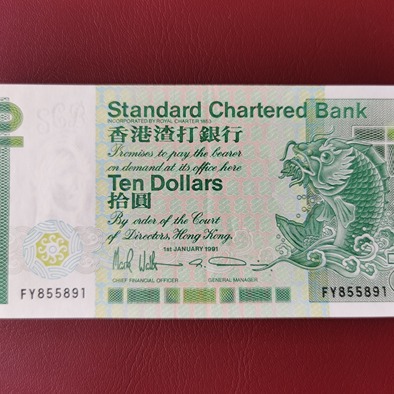 Standard Chartered Bank
INCORPORATED BY ROYAL CHARTER 1853
香港渣打銀行
Promises to pay the bearer
on demand at its office here
Ten Dollars
拾圓
By order of the Court
of Directors, Hong Kong.
1st JANUARY 1991
CHIEF FINANCIAL OFFICER GENERAL MANAGER
FY855891 FY855891